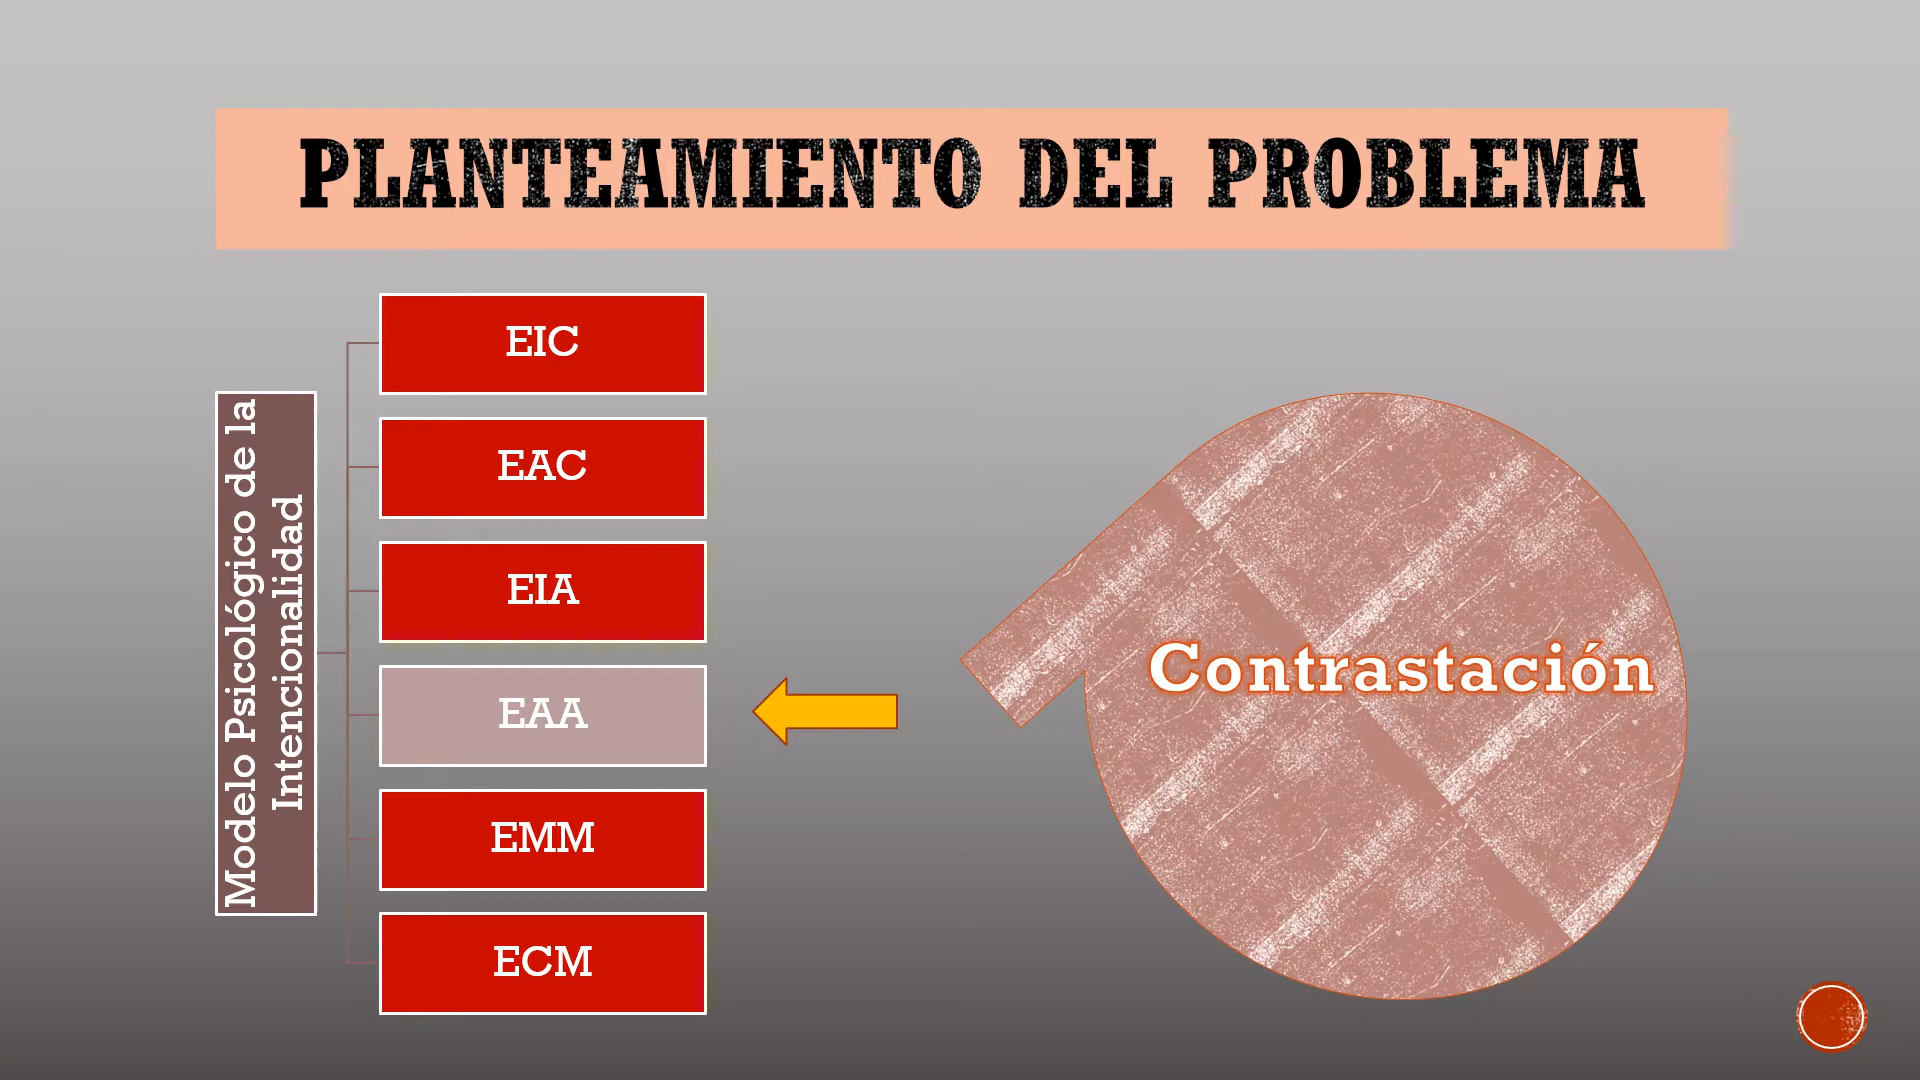 PLANTEAMIENTO DEL PROBLEMA
Modelo Psicológico de la
Intencionalidad
EIC
EAC
EIA
EAA
EMM
ECM
Contrastación